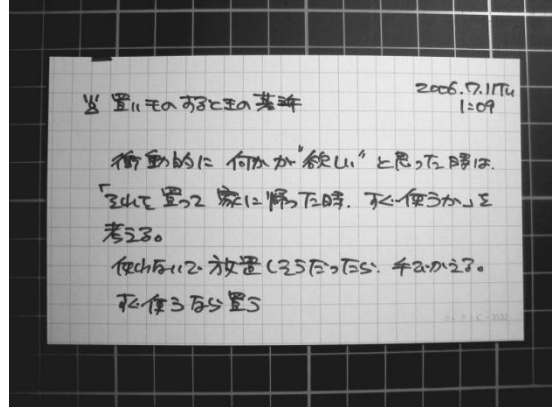 2006.7.11Tu
1:09
買いものするときの
衝動的に 何かが"欲しい"と思った時は、
「それを買って 家に帰った時、すぐ使うか」を
考える。
使わないで放置しそうだったら、手びかえる。
すぐ使うなら買う